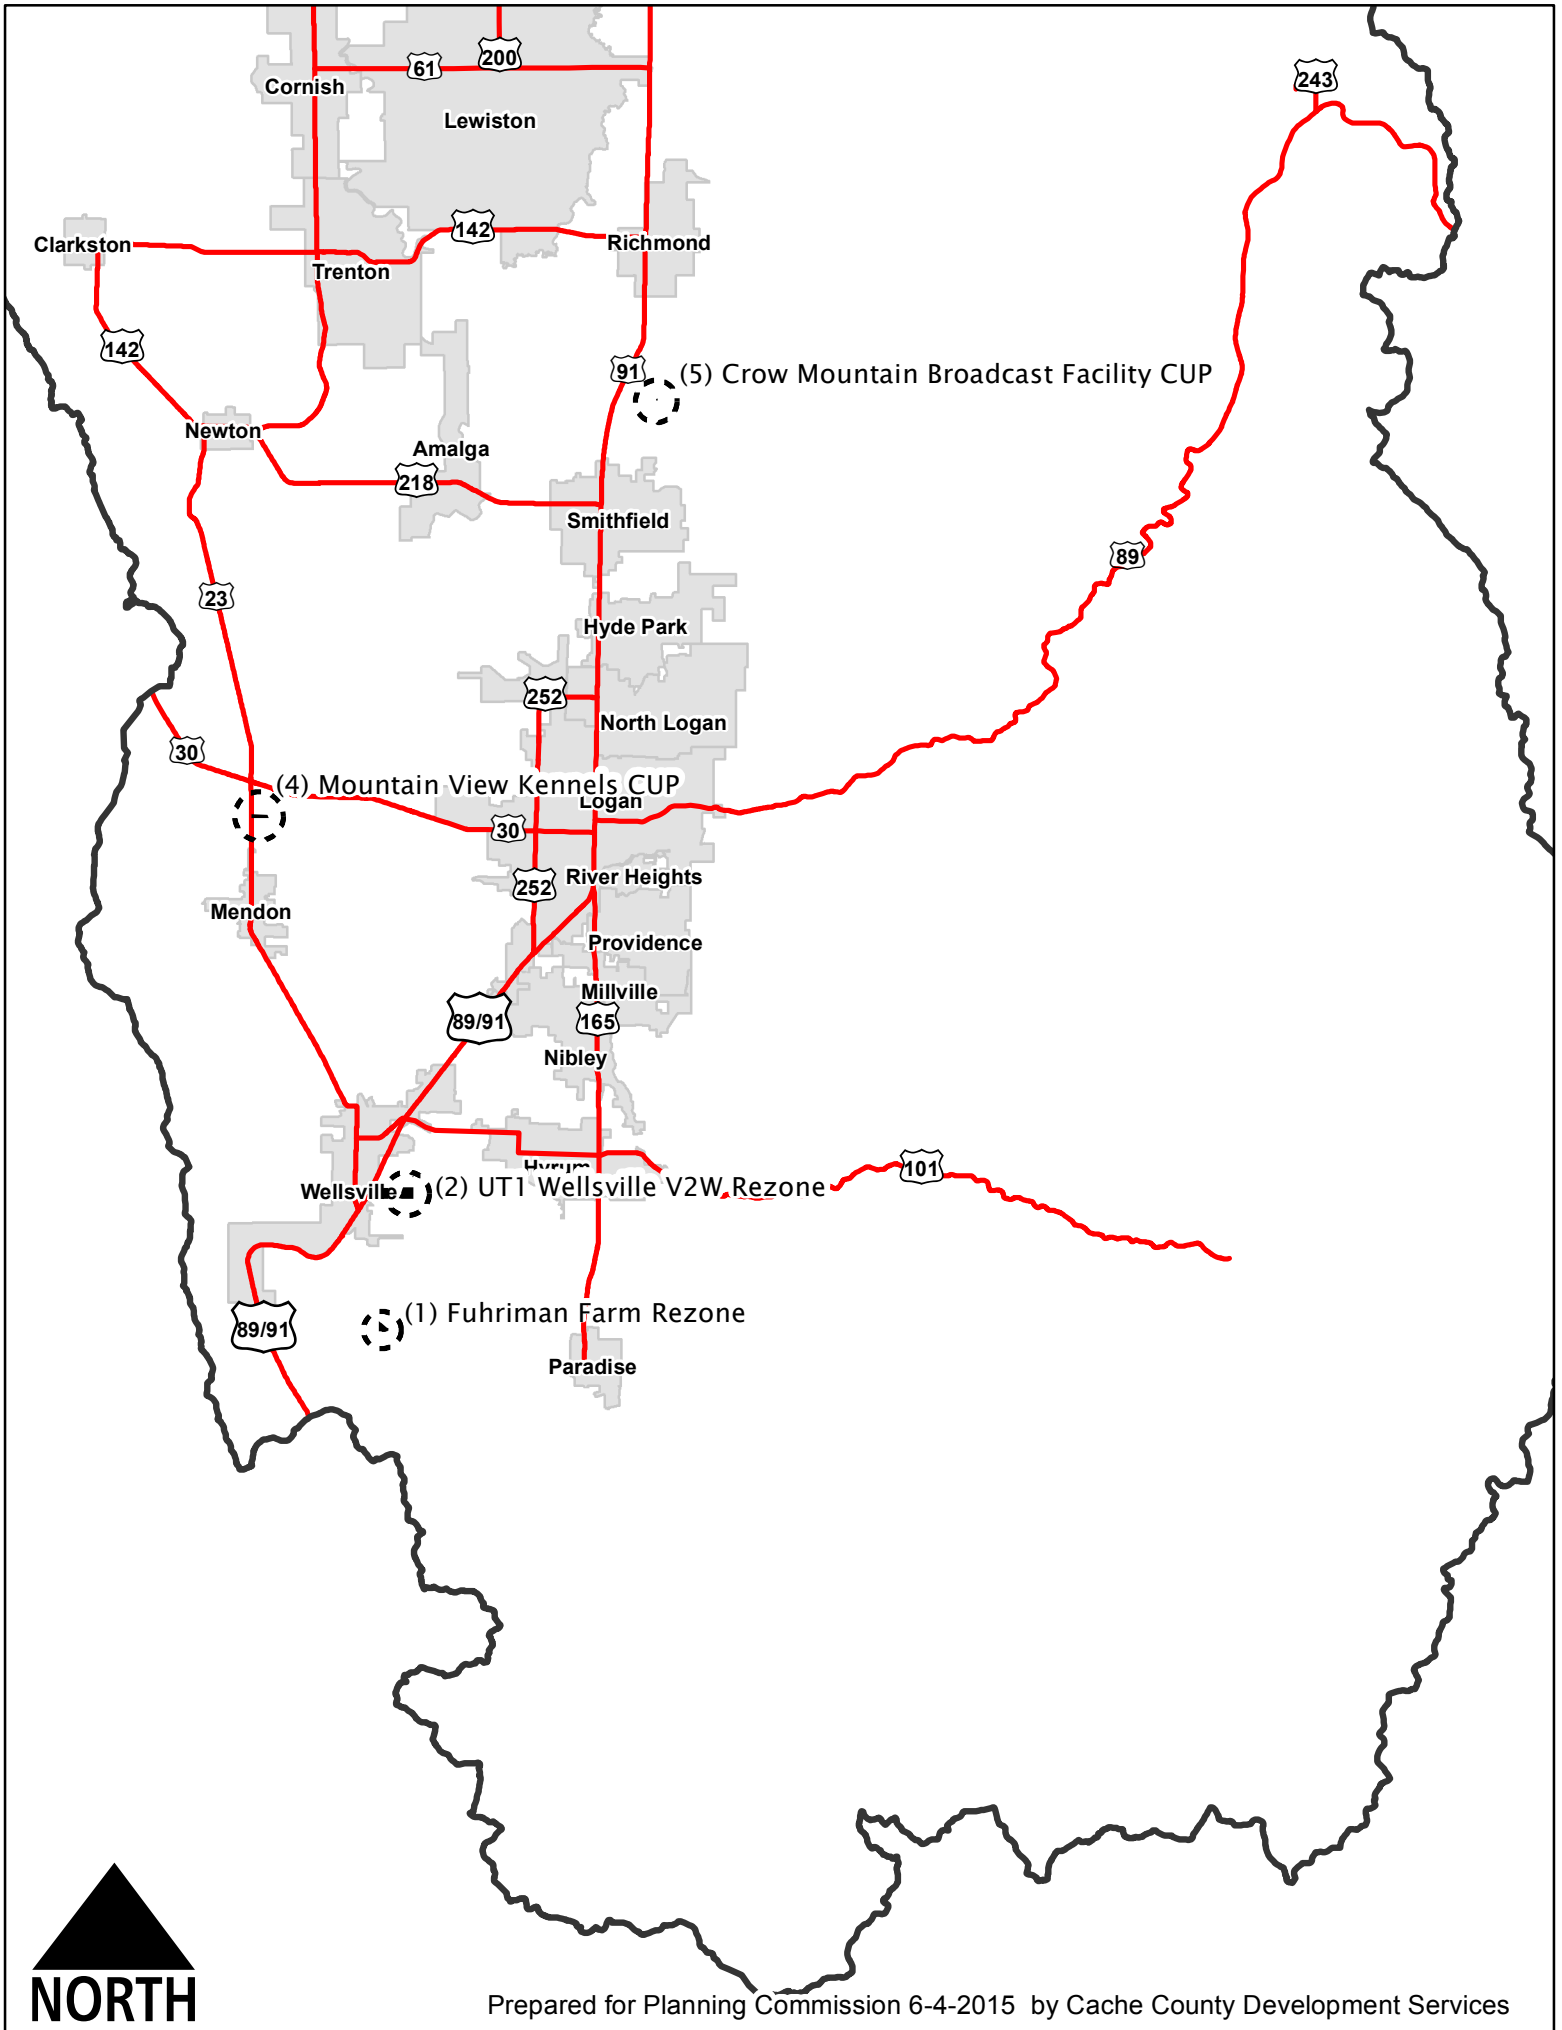 200
61
243
Cornish
Lewiston
142
Clarkston
Richmond
Trenton
142
91
(5) Crow Mountain Broadcast Facility CUP
Newton
Amalga
218
Smithfield
89
23
Hyde Park
252
North Logan
30
(4) Mountain View Kennels CUP
Logan
30
River Heights
252
Mendon
Providence
Millville
89/91
165
Nibley
Hyrum
101
Wellsville
(2) UT1 Wellsville V2W Rezone
(1) Fuhriman Farm Rezone
89/91
Paradise
NORTH
Prepared for Planning Commission 6-4-2015 by Cache County Development Services